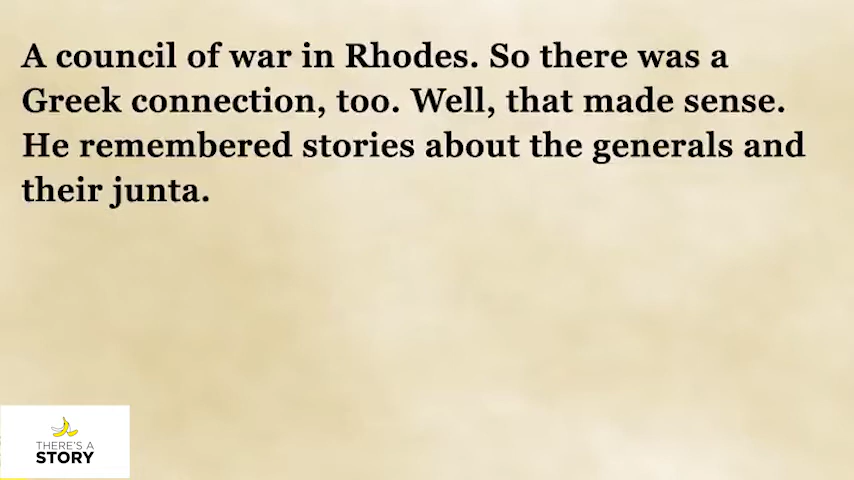 A council of war in Rhodes. So there was a
Greek connection, too. Well, that made sense.
He remembered stories about the generals and
their junta.
THERE'S A
STORY